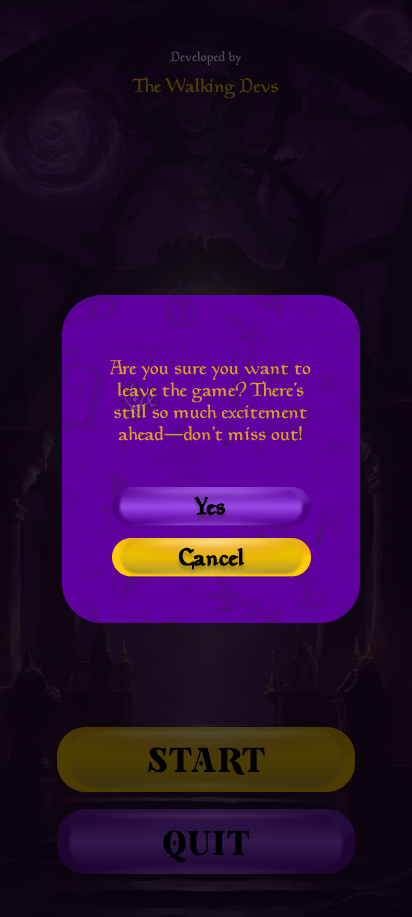 Developed by
The Walking Devs
Are you sure you want to
leave the game? There's
still so much excitement
ahead—don't miss out!
Yes
Cancel
START
QUIT